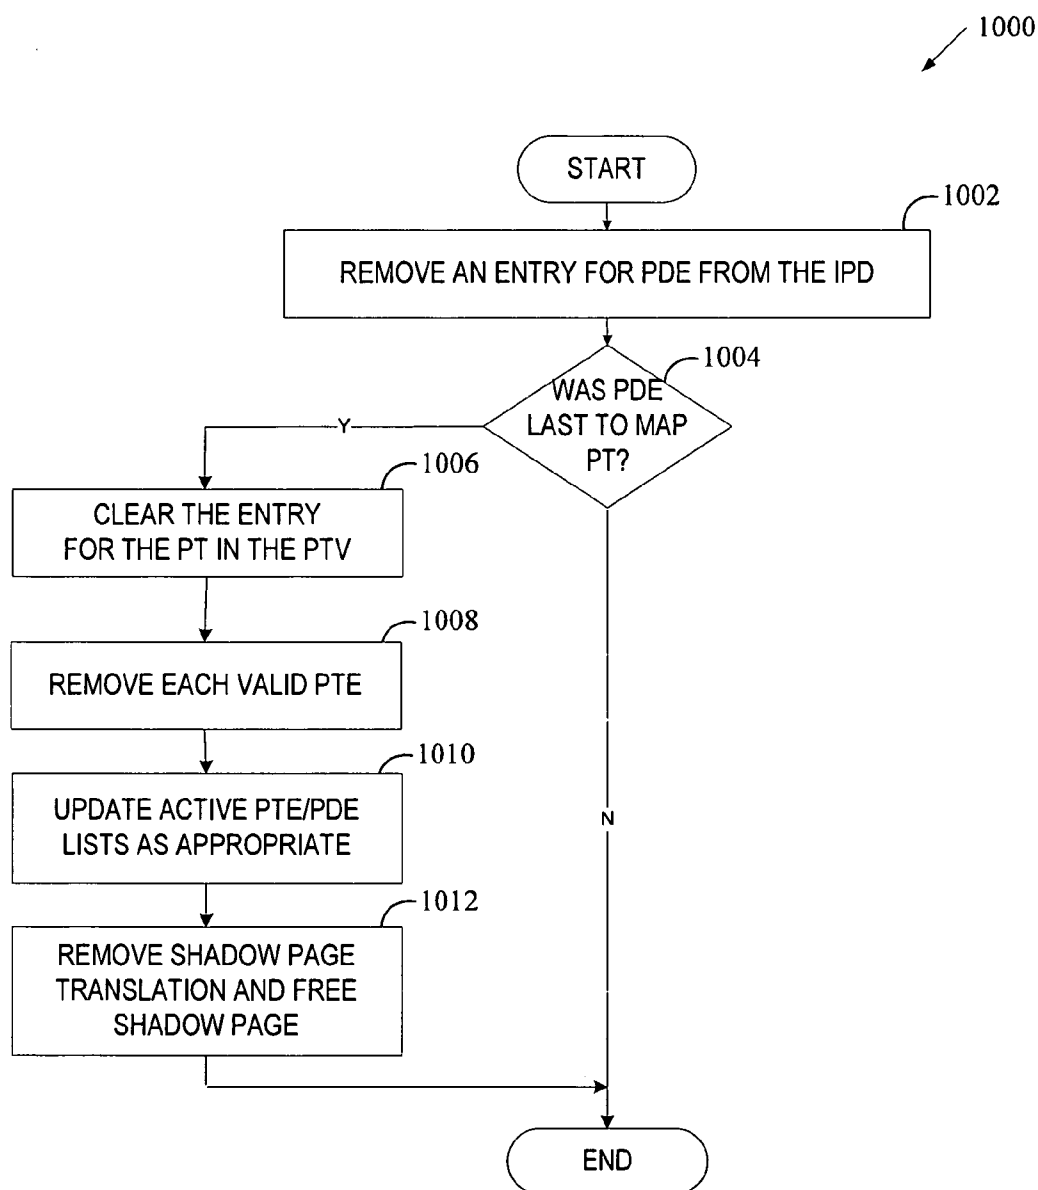 1000
START
1002
REMOVE AN ENTRY FOR PDE FROM THE IPD
1004
WAS PDE
LAST TO MAP
PT?
Y
1006
CLEAR THE ENTRY
FOR THE PT IN THE PTV
1008
REMOVE EACH VALID PTE
1010
UPDATE ACTIVE PTE/PDE
LISTS AS APPROPRIATE
N
1012
REMOVE SHADOW PAGE
TRANSLATION AND FREE
SHADOW PAGE
END